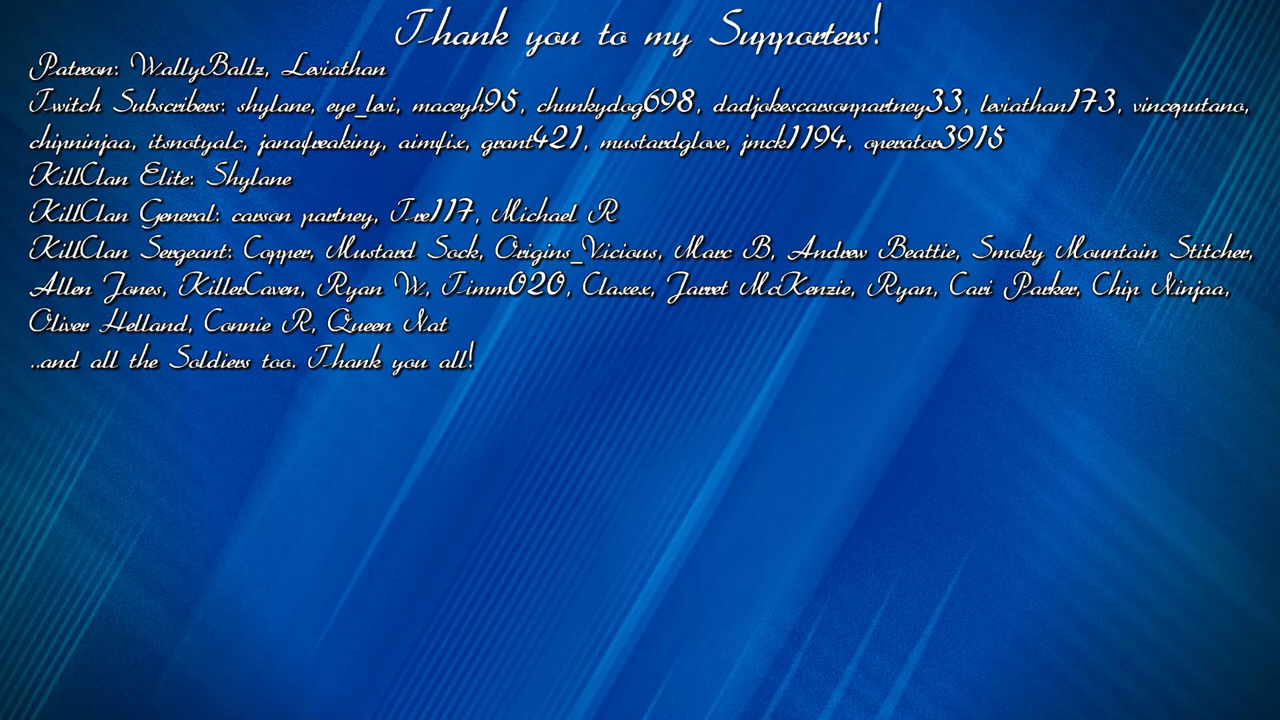 Thank you to my Supporters!
Patreon: WallyBallz, Leviathan
Twitch Subscribers: shylane, eye_levi, maceyh95, chunkydog698, dadjokescarsonpartney33, leviathan173, vinceputano,
chipninjaa, itsnotyalc, janafreakiny, aimfix, grant421, mustardglove, jmck1194, operator3915
KillClan Elite: Shylane
KillClan General: carson partney, Tre117, Michael R
KillClan Sergeant: Copper, Mustard Sock, Origins_Vicious, Marc B, Andrew Beattie, Smoky Mountain Stitcher,
Allen Jones, KillerCaven, Ryan W, Timm020, Claxex, Jarret McKenzie, Ryan, Cari Parker, Chip Ninjaa,
Oliver Helland, Connie R, Queen Nat
..and all the Soldiers too. Thank you all!